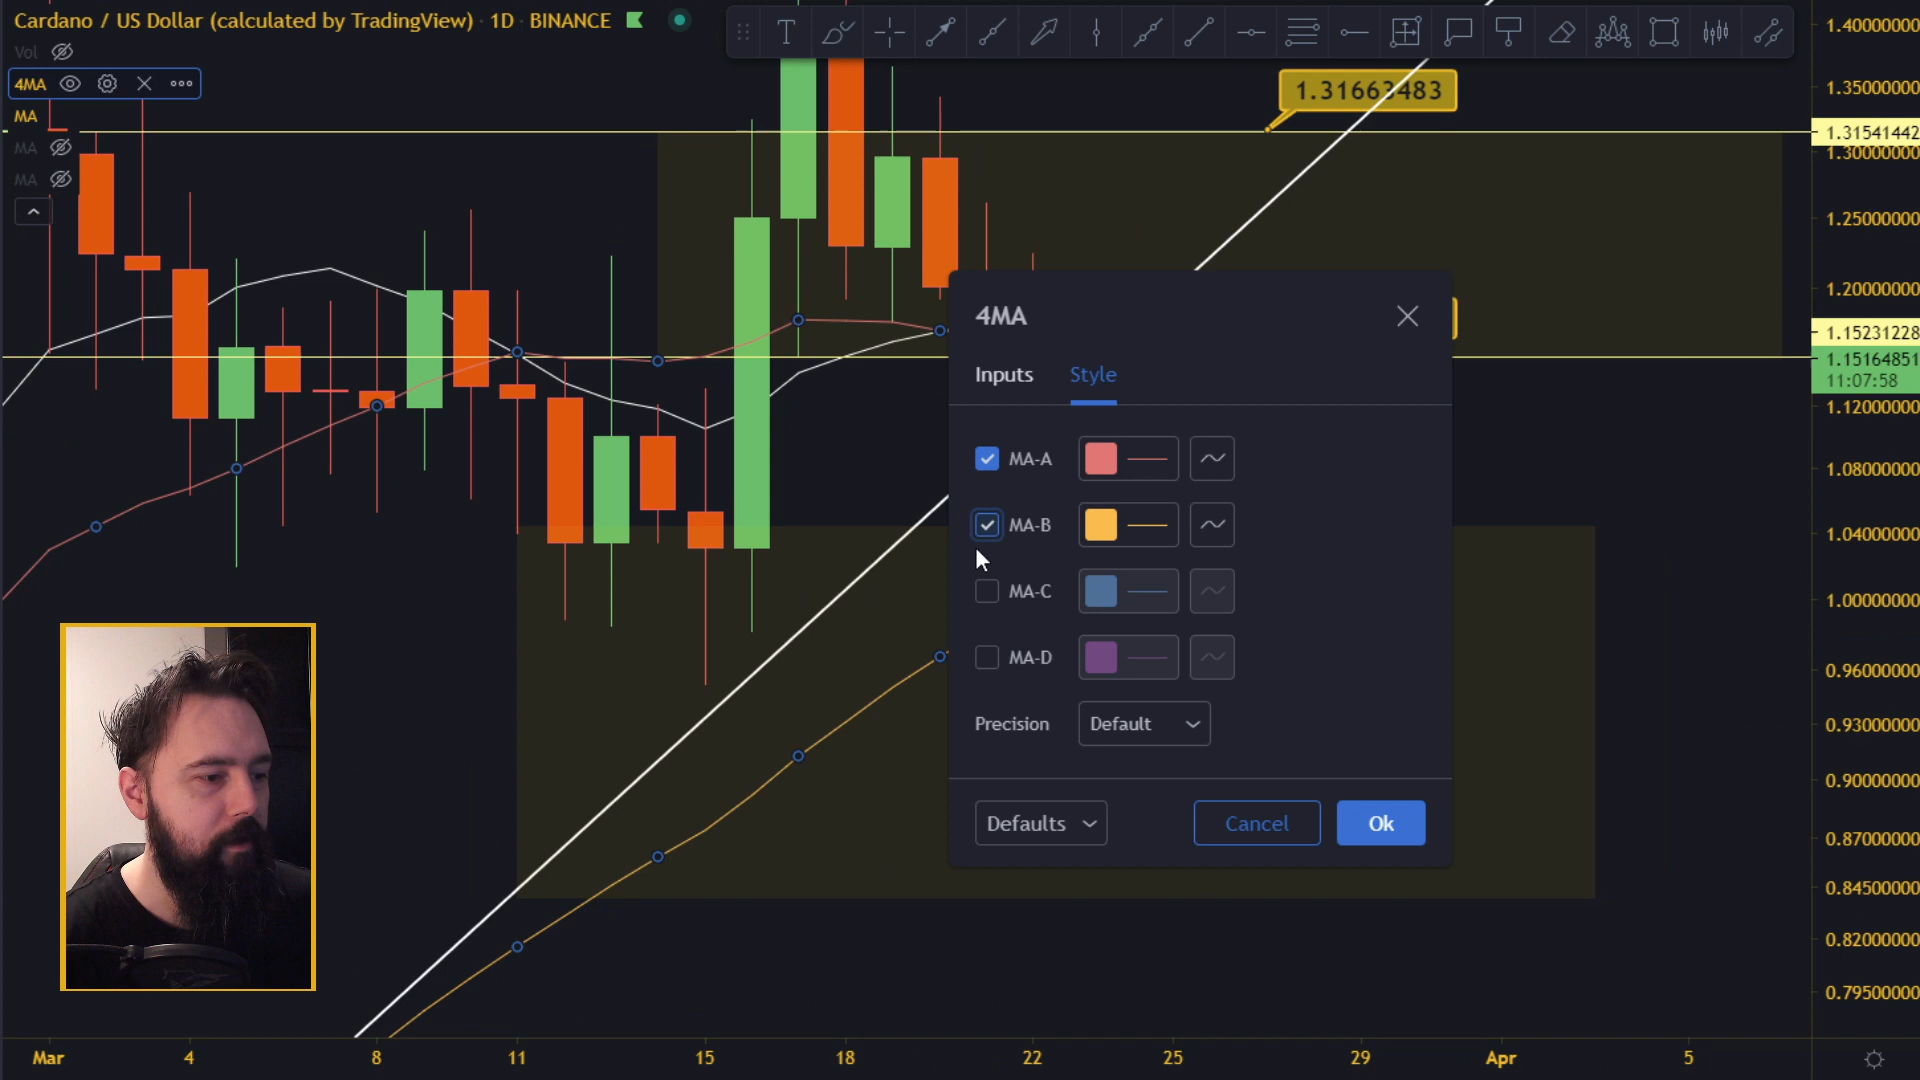 Cardano / US Dollar (calculated by TradingView) · 1D · BINANCE
Vol
4MA
MA
MA
MA
1.31663483
1.40000000
1.35000000
1.31541442
1.30000000
1.25000000
1.20000000
1.15231228
1.15164851
11:07:58
1.12000000
1.08000000
1.04000000
1.00000000
0.96000000
0.93000000
0.90000000
0.87000000
0.84500000
0.82000000
0.79500000
4MA
Inputs Style
MA-A
MA-B
MA-C
MA-D
Precision Default
Defaults Cancel Ok
Mar 4 8 11 15 18 22 25 29 Apr 5